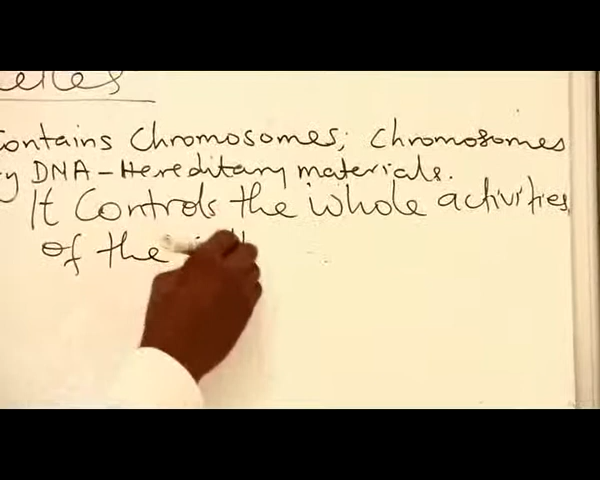 Contains Chromosomes; Chromosomes
DNA - Hereditary materials.
It Controls the whole activities
of the